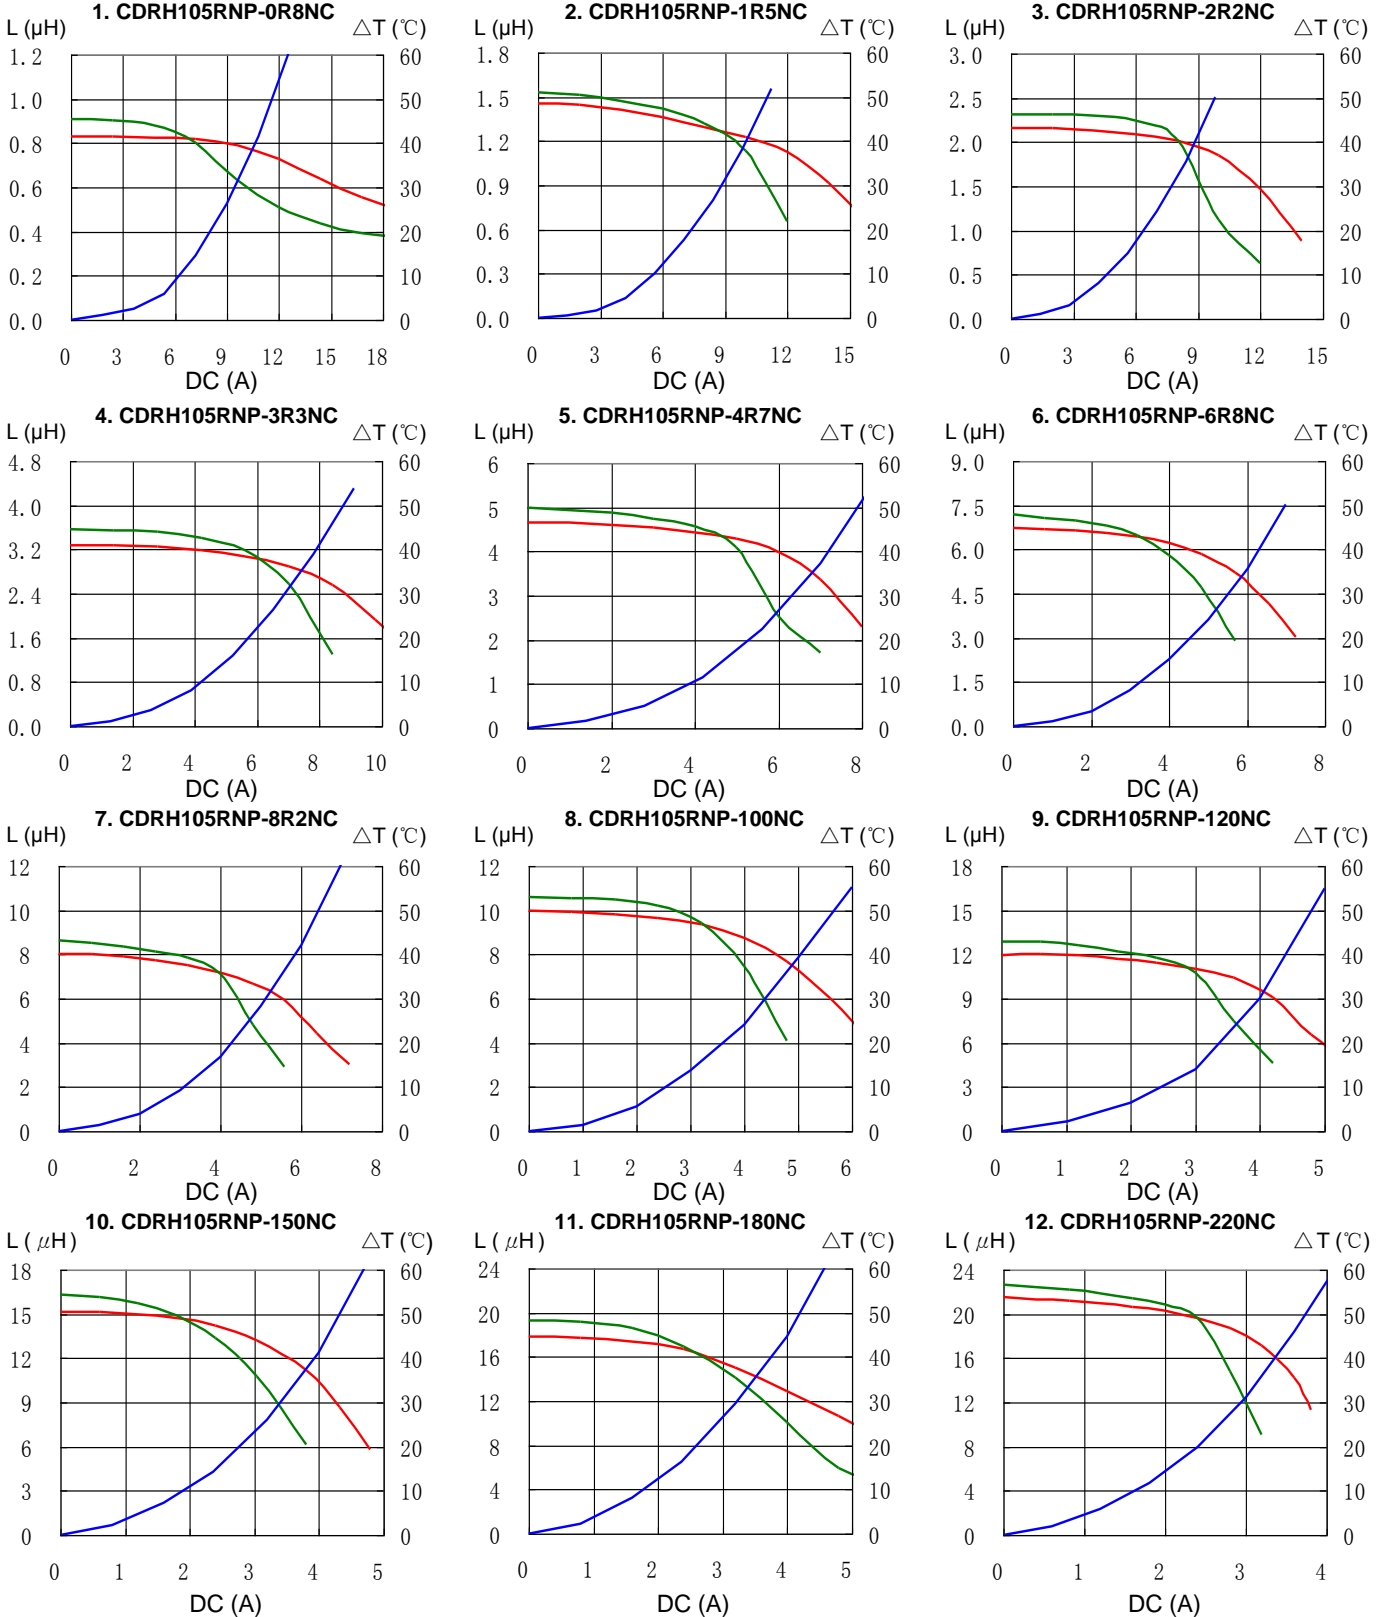 1. CDRH105RNP-0R8NC
L (µH)
△T (℃)
1.2
1.0
0.8
0.6
0.4
0.2
0.0
60
50
40
30
20
10
0
0 3 6 9 12 15 18
DC (A)
2. CDRH105RNP-1R5NC
L (µH)
△T (℃)
1.8
1.5
1.2
0.9
0.6
0.3
0.0
60
50
40
30
20
10
0
0 3 6 9 12 15
DC (A)
3. CDRH105RNP-2R2NC
L (µH)
△T (℃)
3.0
2.5
2.0
1.5
1.0
0.5
0.0
60
50
40
30
20
10
0
0 3 6 9 12 15
DC (A)
4. CDRH105RNP-3R3NC
L (µH)
△T (℃)
4.8
4.0
3.2
2.4
1.6
0.8
0.0
60
50
40
30
20
10
0
0 2 4 6 8 10
DC (A)
5. CDRH105RNP-4R7NC
L (µH)
△T (℃)
6
5
4
3
2
1
0
60
50
40
30
20
10
0
0 2 4 6 8
DC (A)
6. CDRH105RNP-6R8NC
L (µH)
△T (℃)
9.0
7.5
6.0
4.5
3.0
1.5
0.0
60
50
40
30
20
10
0
0 2 4 6 8
DC (A)
7. CDRH105RNP-8R2NC
L (µH)
△T (℃)
12
10
8
6
4
2
0
60
50
40
30
20
10
0
0 2 4 6 8
DC (A)
8. CDRH105RNP-100NC
L (µH)
△T (℃)
12
10
8
6
4
2
0
60
50
40
30
20
10
0
0 1 2 3 4 5 6
DC (A)
9. CDRH105RNP-120NC
L (µH)
△T (℃)
18
15
12
9
6
3
0
60
50
40
30
20
10
0
0 1 2 3 4 5
DC (A)
10. CDRH105RNP-150NC
L ( µH)
△T (℃)
18
15
12
9
6
3
0
60
50
40
30
20
10
0
0 1 2 3 4 5
DC (A)
11. CDRH105RNP-180NC
L ( µH)
△T (℃)
24
20
16
12
8
4
0
60
50
40
30
20
10
0
0 1 2 3 4 5
DC (A)
12. CDRH105RNP-220NC
L ( µH)
△T (℃)
24
20
16
12
8
4
0
60
50
40
30
20
10
0
0 1 2 3 4
DC (A)